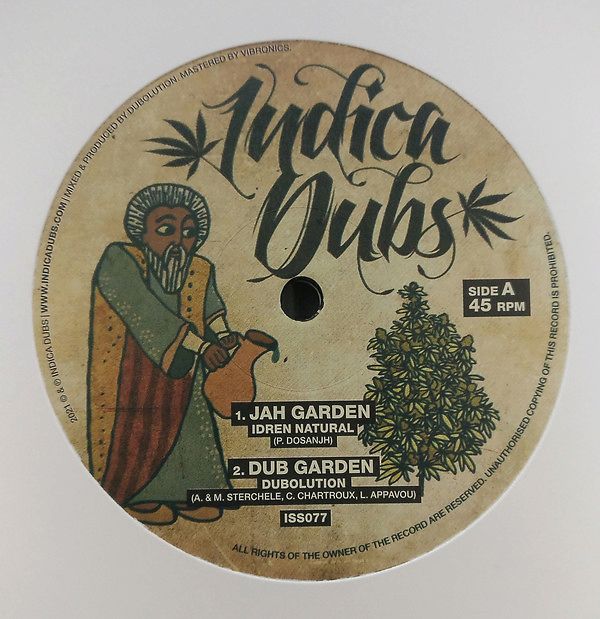 Indica
Dubs
SIDE A
45 RPM
1. JAH GARDEN
IDREN NATURAL
(P. DOSANJH)
2. DUB GARDEN
DUBOLUTION
(A. & M. STERCHELE, C. CHARTROUX, L. APPAVOU)
ISS077
2021 © & ℗ INDICA DUBS | WWW.INDICADUBS.COM | MIXED & PRODUCED BY DUBOLUTION. MASTERED BY VIBRONICS.
ALL RIGHTS OF THE OWNER OF THE RECORD ARE RESERVED. UNAUTHORISED COPYING OF THIS RECORD IS PROHIBITED.